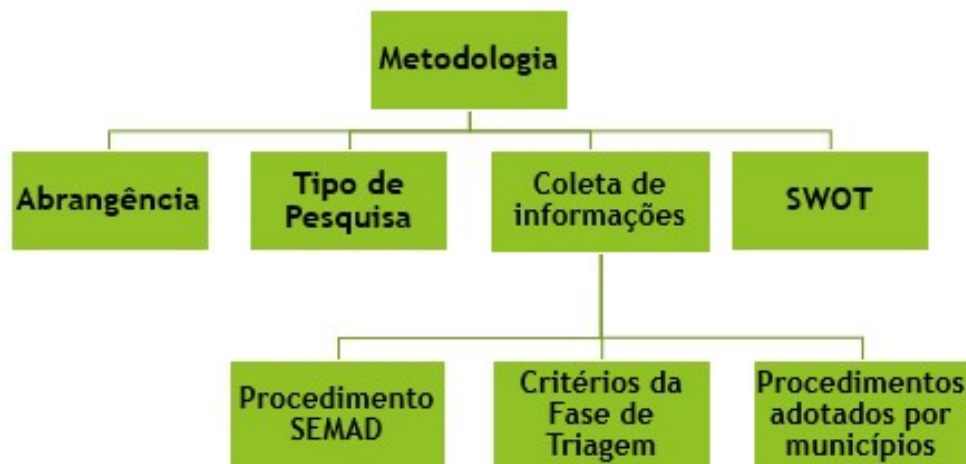 Metodologia
Abrangência
Tipo de
Pesquisa
Coleta de
informações
SWOT
Procedimento
SEMAD
Critérios da
Fase de
Triagem
Procedimentos
adotados por
municípios